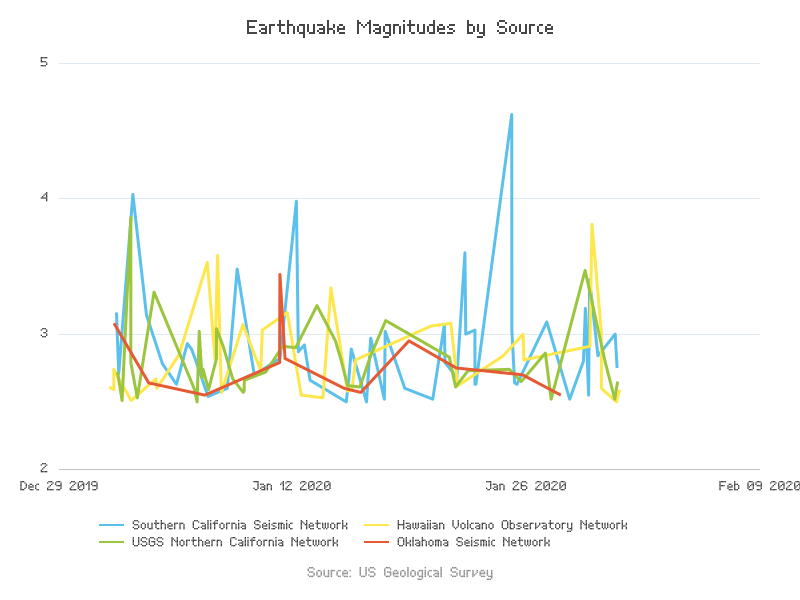 Earthquake Magnitudes by Source
5
4
3
2
Dec 29 2019 Jan 12 2020 Jan 26 2020 Feb 09 2020
Southern California Seismic Network Hawaiian Volcano Observatory Network
USGS Northern California Network Oklahoma Seismic Network
Source: US Geological Survey